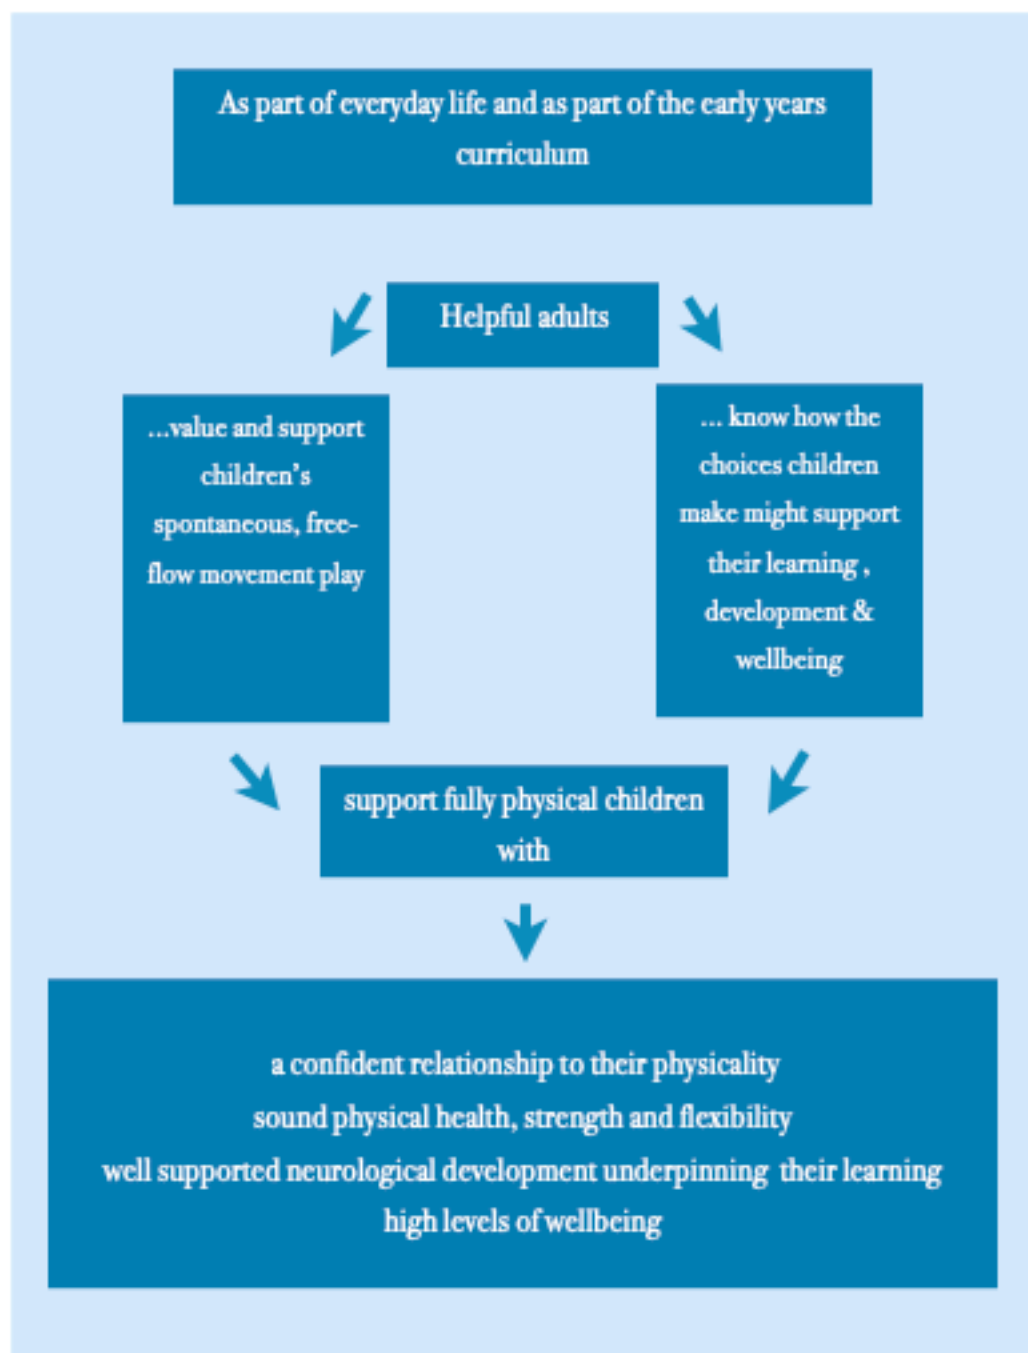 As part of everyday life and as part of the early years
curriculum
Helpful adults
...value and support
children's
spontaneous, free-
flow movement play
... know how the
choices children
make might support
their learning ,
development &
wellbeing
support fully physical children
with
a confident relationship to their physicality
sound physical health, strength and flexibility
well supported neurological development underpinning their learning
high levels of wellbeing